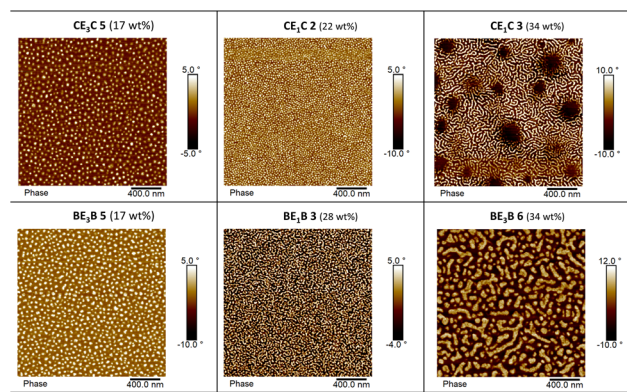 CE₃C 5 (17 wt%)
CE₁C 2 (22 wt%)
CE₁C 3 (34 wt%)
5.0 °
-5.0 °
Phase
400.0 nm
5.0 °
-10.0 °
Phase
400.0 nm
10.0 °
-10.0 °
Phase
400.0 nm
BE₃B 5 (17 wt%)
BE₁B 3 (28 wt%)
BE₃B 6 (34 wt%)
5.0 °
-10.0 °
Phase
400.0 nm
5.0 °
-4.0 °
Phase
400.0 nm
12.0 °
-10.0 °
Phase
400.0 nm